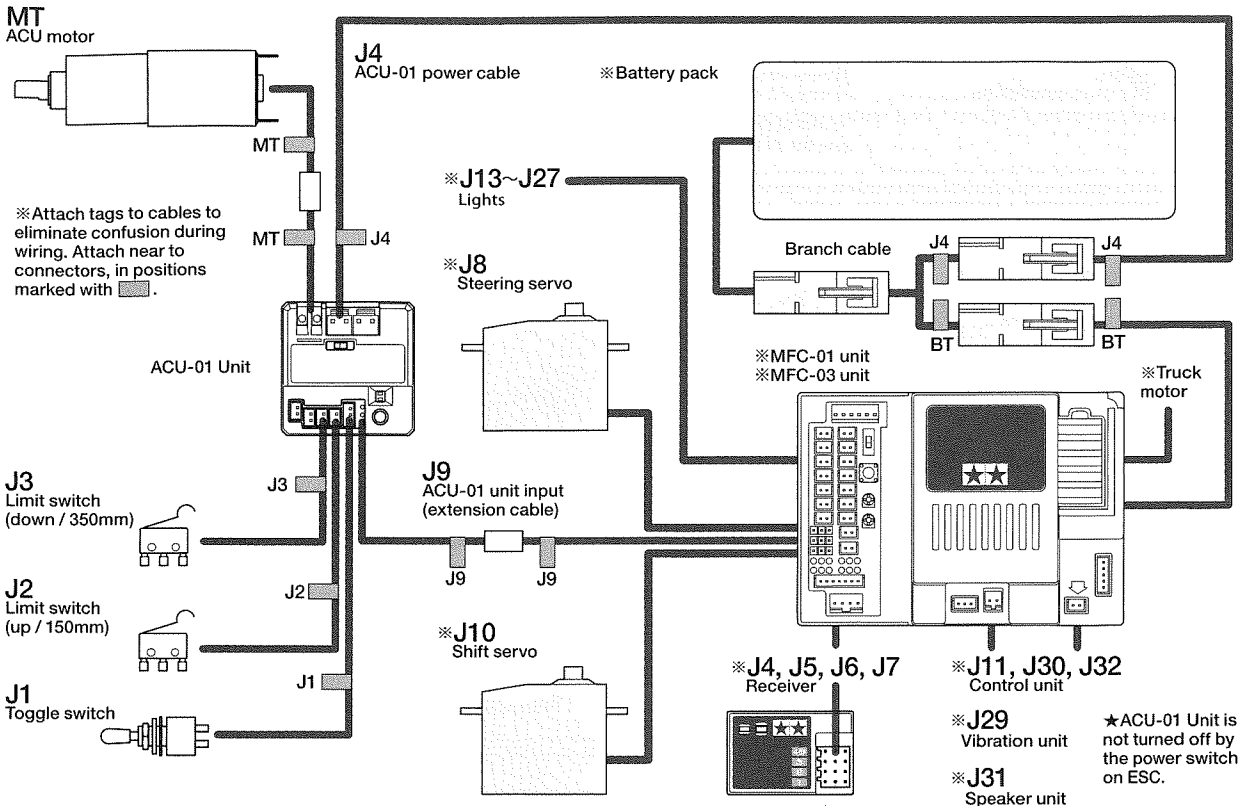 MT
ACU motor
J4
ACU-01 power cable
※Battery pack
MT
※J13~J27
Lights
※Attach tags to cables to
eliminate confusion during
wiring. Attach near to
connectors, in positions
marked with .
MT
J4
Branch cable
J4
J4
※J8
Steering servo
BT
BT
ACU-01 Unit
※MFC-01 unit
※MFC-03 unit
※Truck
motor
J3
Limit switch
(down / 350mm)
J3
J9
ACU-01 unit input
(extension cable)
★★
J9
J9
J2
Limit switch
(up / 150mm)
J2
※J10
Shift servo
J1
Toggle switch
J1
※J4, J5, J6, J7
Receiver
★★
※J11, J30, J32
Control unit
※J29
Vibration unit
※J31
Speaker unit
★ACU-01 Unit is
not turned off by
the power switch
on ESC.